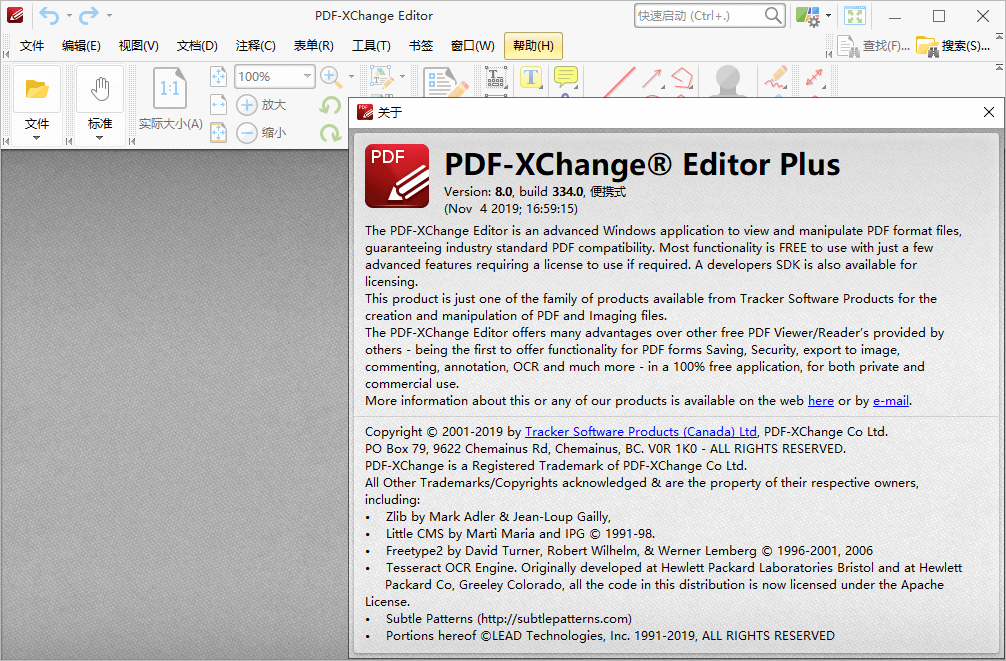 PDF-XChange Editor
快速启动 (Ctrl+.)
文件 编辑(E) 视图(V) 文档(D) 注释(C) 表单(R) 工具(T) 书签 窗口(W) 帮助(H) 查找(F)... 搜索(S)...
文件
标准
1:1
实际大小(A)
100%
放大
缩小
关于
PDF
PDF-XChange® Editor Plus
Version: 8.0, build 334.0, 便携式
(Nov 4 2019; 16:59:15)
The PDF-XChange Editor is an advanced Windows application to view and manipulate PDF format files,
guaranteeing industry standard PDF compatibility. Most functionality is FREE to use with just a few
advanced features requiring a license to use if required. A developers SDK is also available for
licensing.
This product is just one of the family of products available from Tracker Software Products for the
creation and manipulation of PDF and Imaging files.
The PDF-XChange Editor offers many advantages over other free PDF Viewer/Reader's provided by
others - being the first to offer functionality for PDF forms Saving, Security, export to image,
commenting, annotation, OCR and much more - in a 100% free application, for both private and
commercial use.
More information about this or any of our products is available on the web here or by e-mail.
Copyright © 2001-2019 by Tracker Software Products (Canada) Ltd, PDF-XChange Co Ltd.
PO Box 79, 9622 Chemainus Rd, Chemainus, BC. V0R 1K0 - ALL RIGHTS RESERVED.
PDF-XChange is a Registered Trademark of PDF-XChange Co Ltd.
All Other Trademarks/Copyrights acknowledged & are the property of their respective owners,
including:
• Zlib by Mark Adler & Jean-Loup Gailly,
• Little CMS by Marti Maria and IPG © 1991-98.
• Freetype2 by David Turner, Robert Wilhelm, & Werner Lemberg © 1996-2001, 2006
• Tesseract OCR Engine. Originally developed at Hewlett Packard Laboratories Bristol and at Hewlett
Packard Co, Greeley Colorado, all the code in this distribution is now licensed under the Apache
License.
• Subtle Patterns (http://subtlepatterns.com)
• Portions hereof ©LEAD Technologies, Inc. 1991-2019, ALL RIGHTS RESERVED